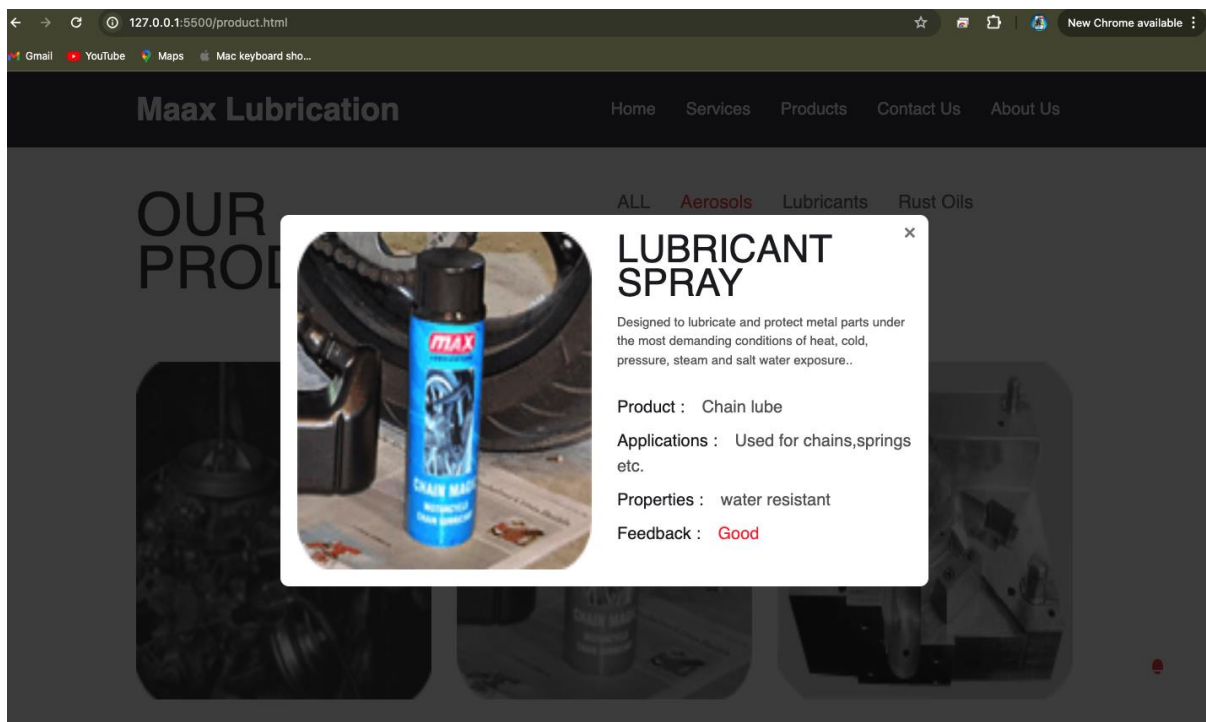 127.0.0.1:5500/product.html
New Chrome available
Gmail
YouTube
Maps
Mac keyboard sho...
Maax Lubrication
Home
Services
Products
Contact Us
About Us
OUR
ALL
Aerosols
Lubricants
Rust Oils
LUBRICANT
SPRAY
×
Designed to lubricate and protect metal parts under
the most demanding conditions of heat, cold,
pressure, steam and salt water exposure..
Product : Chain lube
Applications : Used for chains,springs
etc.
Properties : water resistant
Feedback : Good
MAX
CHAIN MAGIC
MOTORCYCLE
CHAIN LUBRICANT